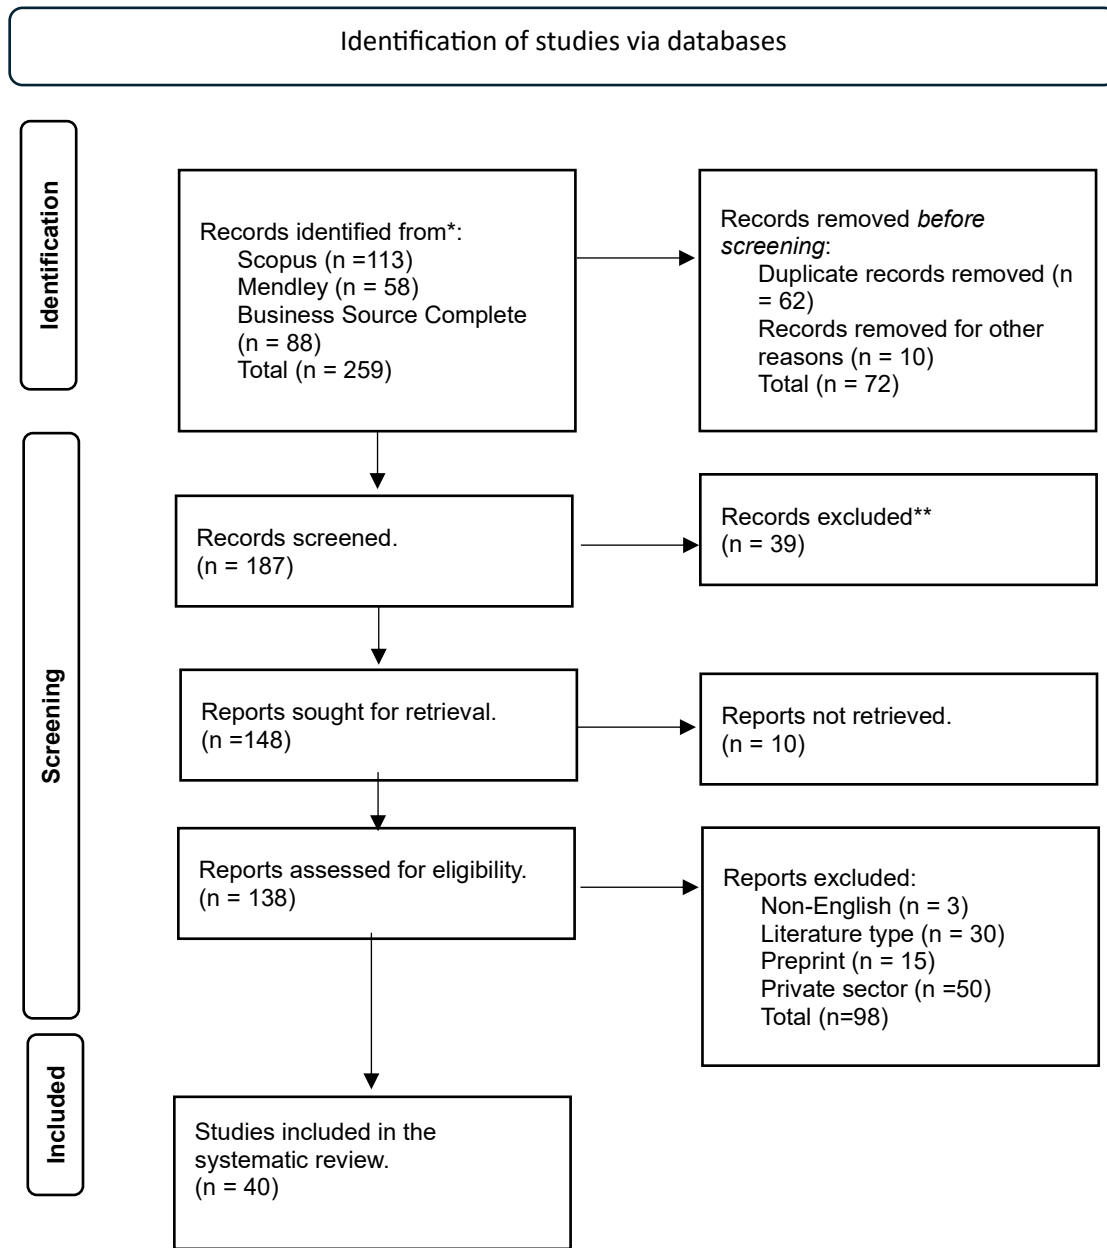 Identification of studies via databases
Identification
Records identified from*:
Scopus (n =113)
Mendley (n = 58)
Business Source Complete
(n = 88)
Total (n = 259)
Records removed before
screening:
Duplicate records removed (n
= 62)
Records removed for other
reasons (n = 10)
Total (n = 72)
Screening
Records screened.
(n = 187)
Records excluded**
(n = 39)
Reports sought for retrieval.
(n =148)
Reports not retrieved.
(n = 10)
Reports assessed for eligibility.
(n = 138)
Reports excluded:
Non-English (n = 3)
Literature type (n = 30)
Preprint (n = 15)
Private sector (n =50)
Total (n=98)
Included
Studies included in the
systematic review.
(n = 40)